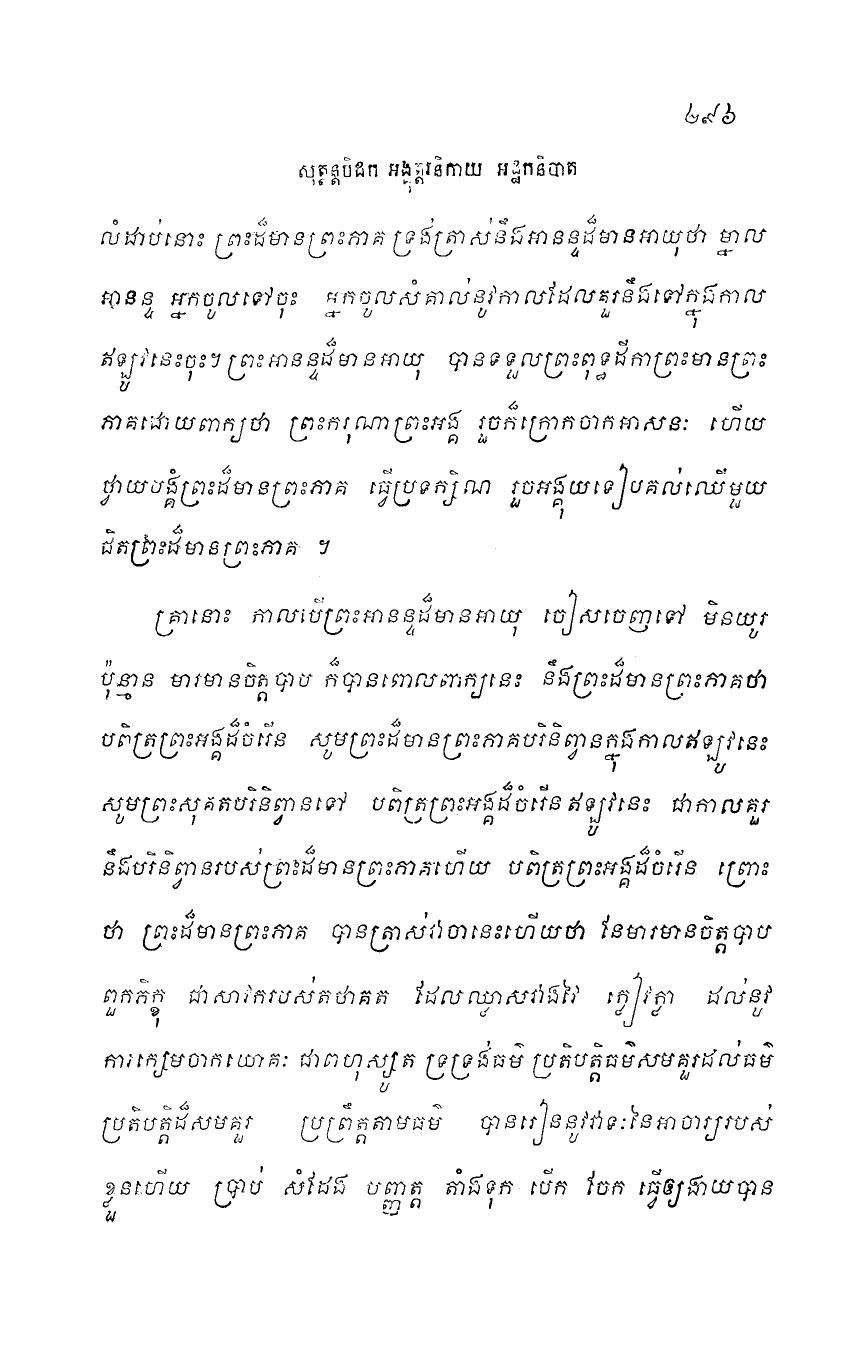 ២៩៦
សុត្តន្តបិដក អង្គុត្តរនិកាយ អដ្ឋកនិបាត
លំដាប់នោះ ព្រះដ៏មានព្រះភាគ ទ្រង់ត្រាស់នឹងអានន្ទដ៏មានអាយុថា ម្នាល
អានន្ទ អ្នកចូលទៅចុះ អ្នកចូលសំគាល់នូវកាលដែលគួរនឹងទៅក្នុងកាល
ឥឡូវនេះចុះ។ ព្រះអានន្ទដ៏មានអាយុ បានទទួលព្រះពុទ្ធដីកាព្រះមានព្រះ
ភាគដោយពាក្យថា ព្រះករុណាព្រះអង្គ រួចក៏ក្រោកចាកអាសនៈ ហើយ
ថ្វាយបង្គំព្រះដ៏មានព្រះភាគ ធ្វើប្រទក្សិណ រួចអង្គុយទៀបគល់ឈើមួយ
ជិតព្រះដ៏មានព្រះភាគ ។
គ្រានោះ កាលបើព្រះអានន្ទដ៏មានអាយុ ចៀសចេញទៅ មិនយូរ
ប៉ុន្មាន មារមានចិត្តបាប ក៏បានពោលពាក្យនេះ នឹងព្រះដ៏មានព្រះភាគថា
បពិត្រព្រះអង្គដ៏ចំរើន សូមព្រះដ៏មានព្រះភាគបរិនិព្វានក្នុងកាលឥឡូវនេះ
សូមព្រះសុគតបរិនិព្វានទៅ បពិត្រព្រះអង្គដ៏ចំរើនឥឡូវនេះ ជាកាលគួរ
នឹងបរិនិព្វានរបស់ព្រះដ៏មានព្រះភាគហើយ បពិត្រព្រះអង្គដ៏ចំរើន ព្រោះ
ថា ព្រះដ៏មានព្រះភាគ បានត្រាស់វាចានេះហើយថា នែមារមានចិត្តបាប
ពួកភិក្ខុ ជាសាវករបស់តថាគត ដែលឈ្លាសវាងវៃ ក្លៀវក្លា ដល់នូវ
ការក្សេមចាកយោគៈ ជាពហុស្សូត ទ្រទ្រង់ធម៌ ប្រតិបត្តិធម៌សមគួរដល់ធម៌
ប្រតិបត្តិដ៏សមគួរ ប្រព្រឹត្តតាមធម៌ បានរៀននូវវាទៈនៃអាចារ្យរបស់
ខ្លួនហើយ ប្រាប់ សំដែង បញ្ញត្ត តាំងទុក បើក ចែក ធ្វើឲ្យងាយបាន